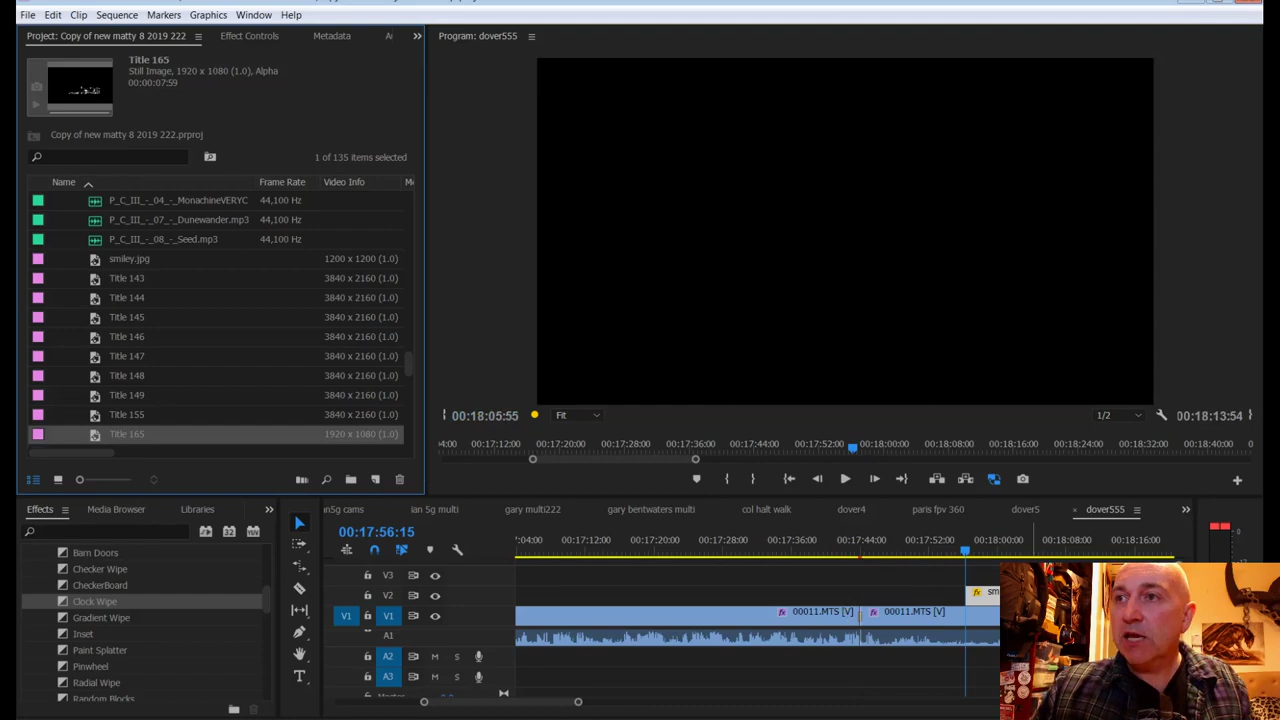 File Edit Clip Sequence Markers Graphics Window Help
Project: Copy of new matty 8 2019 222 Effect Controls Metadata
Program: dover555
Title 165
Still Image, 1920 x 1080 (1.0), Alpha
00:00:07:59
Copy of new matty 8 2019 222.prproj
1 of 135 items selected
Name Frame Rate Video Info
P_C_III_-_04_-_MonachineVERYC 44,100 Hz
P_C_III_-_07_-_Dunewander.mp3 44,100 Hz
P_C_III_-_08_-_Seed.mp3 44,100 Hz
smiley.jpg 1200 x 1200 (1.0)
Title 143 3840 x 2160 (1.0)
Title 144 3840 x 2160 (1.0)
Title 145 3840 x 2160 (1.0)
Title 146 3840 x 2160 (1.0)
Title 147 3840 x 2160 (1.0)
Title 148 3840 x 2160 (1.0)
Title 149 3840 x 2160 (1.0)
Title 155 3840 x 2160 (1.0)
Title 165 1920 x 1080 (1.0)
00:18:05:55 Fit 1/2 00:18:13:54
4:00 00:17:12:00 00:17:20:00 00:17:28:00 00:17:36:00 00:17:44:00 00:17:52:00 00:18:00:00 00:18:08:00 00:18:16:00 00:18:24:00 00:18:32:00 00:18:40:00 0
Effects Media Browser Libraries
n5g cams ian 5g multi gary multi222 gary bentwaters multi col halt walk dover4 paris fpv 360 dover5 dover555
00:17:56:15
:04:00 00:17:12:00 00:17:20:00 00:17:28:00 00:17:36:00 00:17:44:00 00:17:52:00 00:18:00:00 00:18:08:00 00:18:16:00
0
Barn Doors
Checker Wipe
CheckerBoard
Clock Wipe
Gradient Wipe
Inset
Paint Splatter
Pinwheel
Radial Wipe
Random Blocks
V3
V2 fx sm
V1 V1 fx 00011.MTS [V] fx 00011.MTS [V]
A1
A2 M S
A3 M S